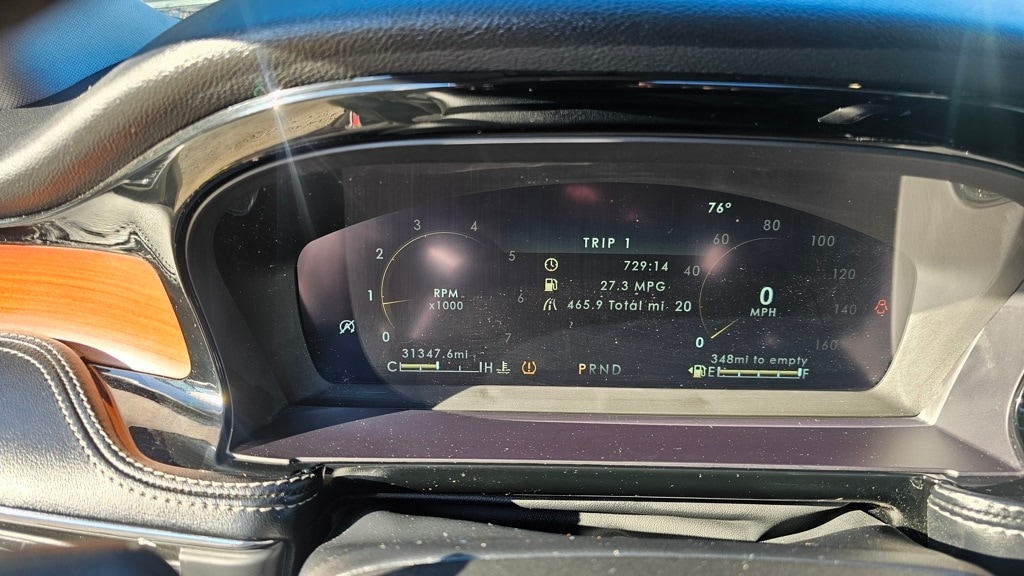 76°
TRIP 1
729:14
27.3 MPG
465.9 Total mi
0 1 2 3 4 5 6 7
RPM
x1000
0 20 40 60 80 100 120 140 160
0
MPH
31347.6mi
348mi to empty
C H
PRND
E F